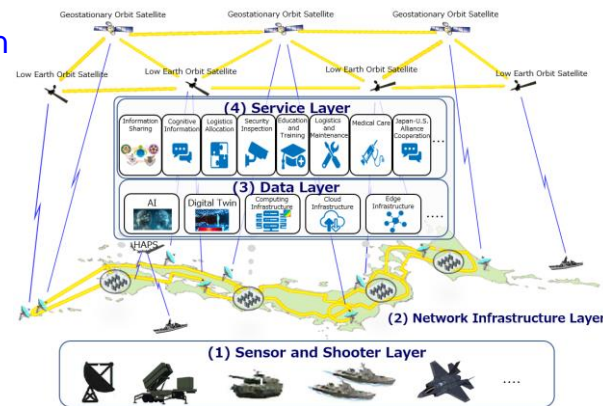 Geostationary Orbit Satellite
Geostationary Orbit Satellite
Geostationary Orbit Satellite
n
Low Earth Orbit Satellite
Low Earth Orbit Satellite
Low Earth Orbit Satellite
Low Earth Orbit Satellite
(4) Service Layer
Information Sharing
Cognitive Information
Logistics Allocation
Security Inspection
Education and Training
Logistics and Maintenance
Medical Care
Japan-U.S. Alliance Cooperation
...
(3) Data Layer
AI
Digital Twin
Computing Infrastructure
Cloud Infrastructure
Edge Infrastructure
....
HAPS
(2) Network Infrastructure Layer
(1) Sensor and Shooter Layer
....